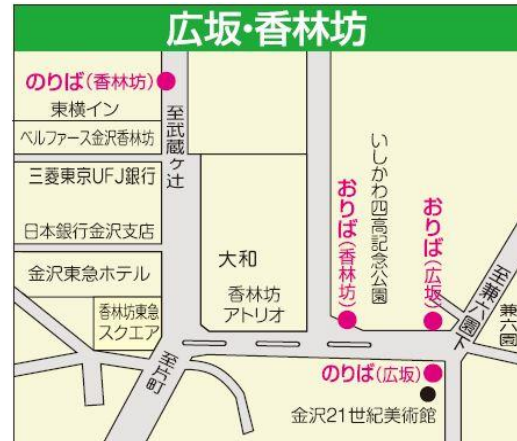 広坂・香林坊
のりば(香林坊)
東横イン
ベルファース金沢香林坊
三菱東京UFJ銀行
日本銀行金沢支店
金沢東急ホテル
香林坊東急
スクエア
至武蔵ヶ辻
至片町
大和
香林坊
アトリオ
いしかわ四高記念公園
おりば(香林坊)
おりば(広坂)
至兼六園下
兼六園
のりば(広坂)
金沢21世紀美術館